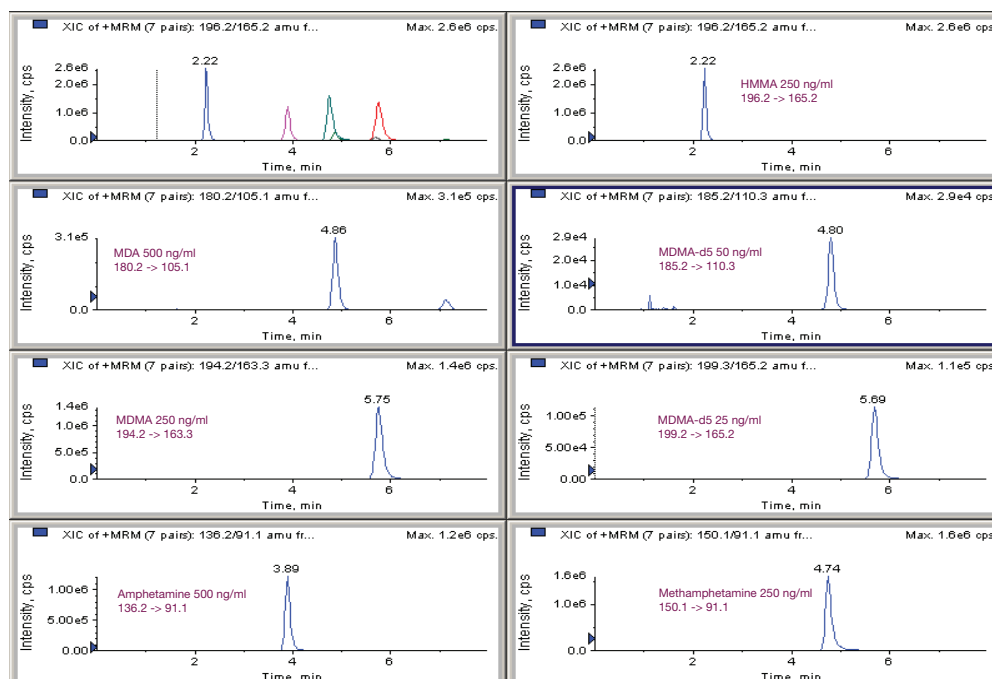 XIC of +MRM (7 pairs): 196.2/165.2 amu f... Max. 2.6e6 cps.
2.22
2.6e6
2.0e6
1.0e6
0.0
2 4 6
Time, min
Intensity, cps
XIC of +MRM (7 pairs): 196.2/165.2 amu f... Max. 2.6e6 cps.
2.22
2.6e6
2.0e6
1.0e6
0.0
HMMA 250 ng/ml
196.2 -> 165.2
2 4 6
Time, min
Intensity, cps
XIC of +MRM (7 pairs): 180.2/105.1 amu f... Max. 3.1e5 cps.
4.86
3.1e5
0.0
MDA 500 ng/ml
180.2 -> 105.1
2 4 6
Time, min
Intensity, cps
XIC of +MRM (7 pairs): 185.2/110.3 amu f... Max. 2.9e4 cps.
4.80
2.9e4
2.0e4
1.0e4
0.0
MDMA-d5 50 ng/ml
185.2 -> 110.3
2 4 6
Time, min
Intensity, cps
XIC of +MRM (7 pairs): 194.2/163.3 amu f... Max. 1.4e6 cps.
5.75
1.4e6
1.0e6
5.0e5
0.0
MDMA 250 ng/ml
194.2 -> 163.3
2 4 6
Time, min
Intensity, cps
XIC of +MRM (7 pairs): 199.3/165.2 amu f... Max. 1.1e5 cps.
5.69
1.00e5
5.00e4
0.00
MDMA-d5 25 ng/ml
199.2 -> 165.2
2 4 6
Time, min
Intensity, cps
XIC of +MRM (7 pairs): 136.2/91.1 amu fr... Max. 1.2e6 cps.
3.89
1.00e6
5.00e5
0.00
Amphetamine 500 ng/ml
136.2 -> 91.1
2 4 6
Time, min
Intensity, cps
XIC of +MRM (7 pairs): 150.1/91.1 amu fr... Max. 1.6e6 cps.
4.74
1.6e6
1.0e6
0.0
Methamphetamine 250 ng/ml
150.1 -> 91.1
2 4 6
Time, min
Intensity, cps